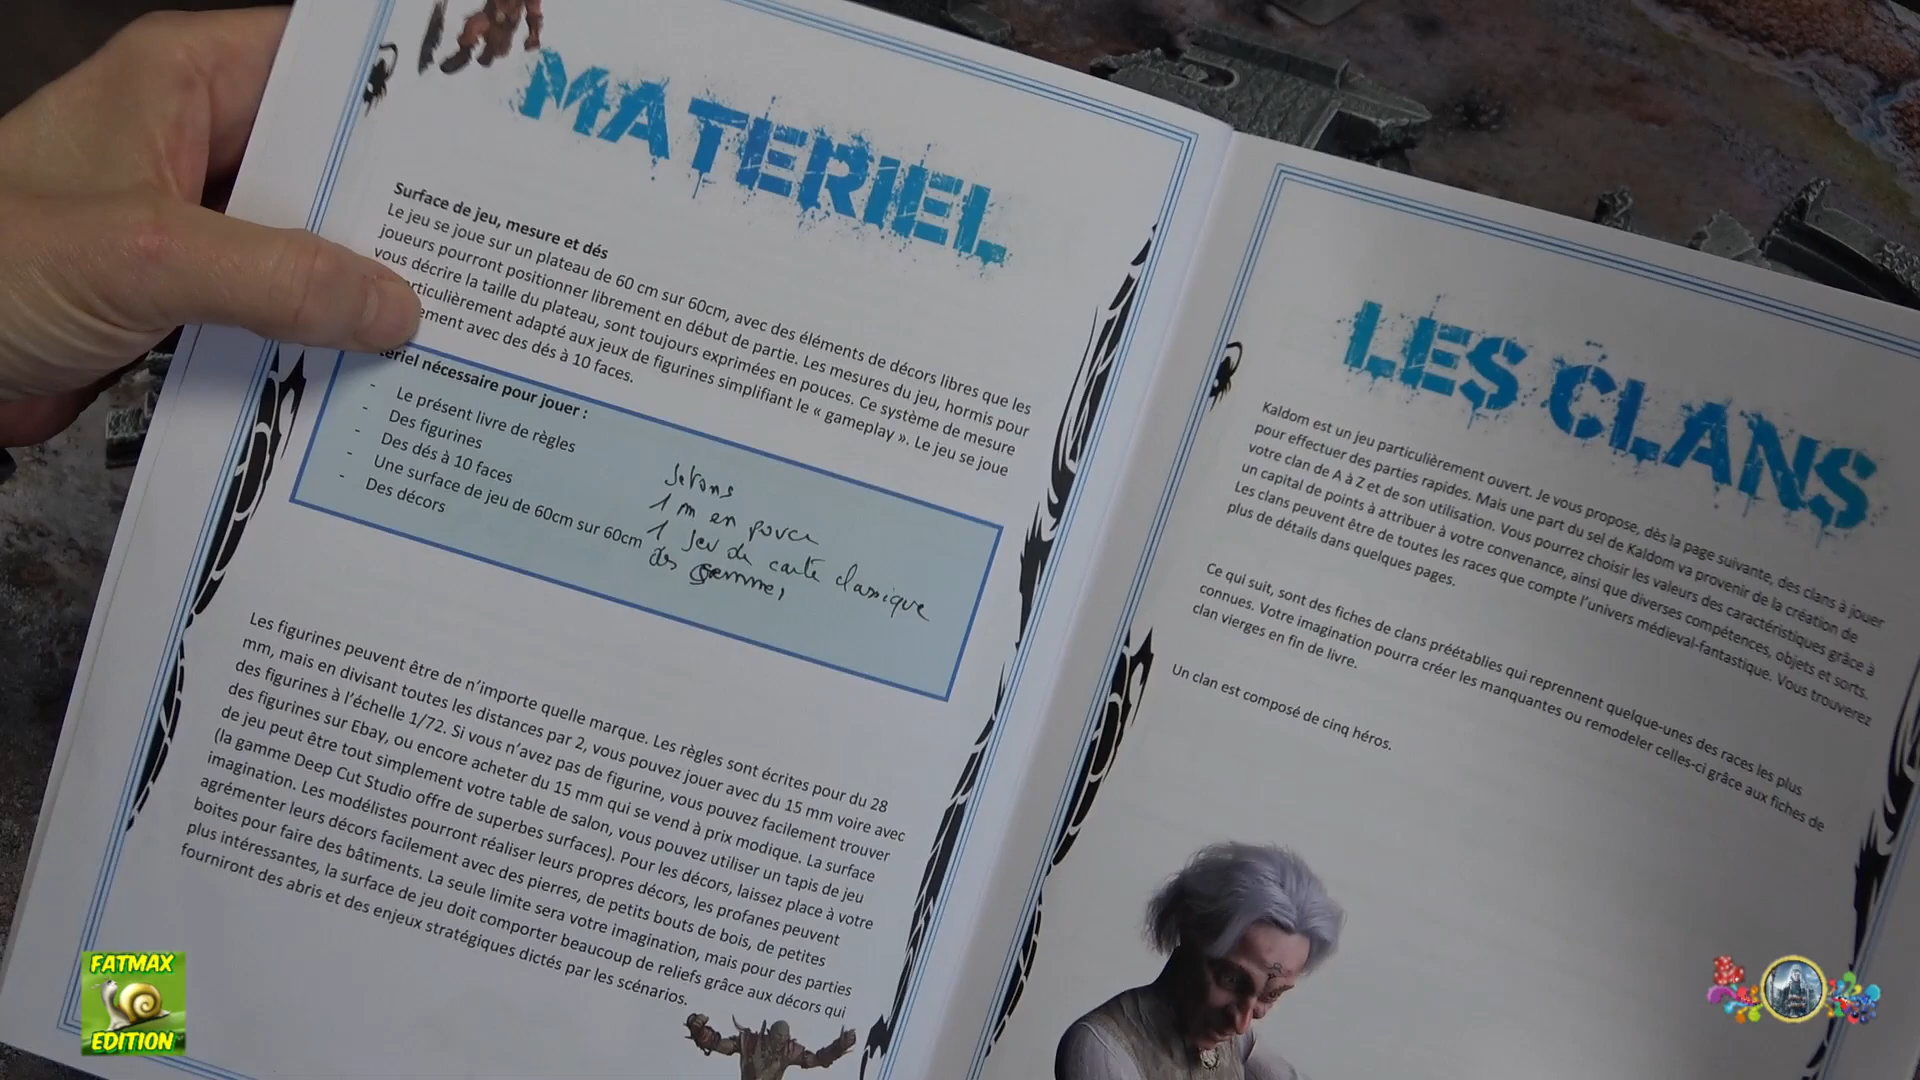 MATERIEL
Surface de jeu, mesure et dés
Le jeu se joue sur un plateau de 60 cm sur 60cm, avec des éléments de décors libres que les
joueurs pourront positionner librement en début de partie. Les mesures du jeu, hormis pour
vous décrire la taille du plateau, sont toujours exprimées en pouces. Ce système de mesure
adapté aux jeux de figurines simplifiant le « gameplay ». Le jeu se joue
avec des dés à 10 faces.
nécessaire pour jouer :
- Le présent livre de règles
- Des figurines
- Des dés à 10 faces
- Une surface de jeu de 60cm sur 60cm
- Des décors
Jetons
1 m en pouce
1 jeu de carte classique
des Gemmes
Les figurines peuvent être de n'importe quelle marque. Les règles sont écrites pour du 28
mm, mais en divisant toutes les distances par 2, vous pouvez jouer avec du 15 mm voire avec
des figurines à l'échelle 1/72. Si vous n'avez pas de figurine, vous pouvez facilement trouver
des figurines sur Ebay, ou encore acheter du 15 mm qui se vend à prix modique. La surface
de jeu peut être tout simplement votre table de salon, vous pouvez utiliser un tapis de jeu
(la gamme Deep Cut Studio offre de superbes surfaces). Pour les décors, laissez place à votre
imagination. Les modélistes pourront réaliser leurs propres décors, les profanes peuvent
agrémenter leurs décors facilement avec des pierres, de petits bouts de bois, de petites
boites pour faire des bâtiments. La seule limite sera votre imagination, mais pour des parties
plus intéressantes, la surface de jeu doit comporter beaucoup de reliefs grâce aux décors qui
fourniront des abris et des enjeux stratégiques dictés par les scénarios.
LES CLANS
Kaldom est un jeu particulièrement ouvert. Je vous propose, dès la page suivante, des clans à jouer
pour effectuer des parties rapides. Mais une part du sel de Kaldom va provenir de la création de
votre clan de A à Z et de son utilisation. Vous pourrez choisir les valeurs des caractéristiques grâce à
un capital de points à attribuer à votre convenance, ainsi que diverses compétences, objets et sorts.
Les clans peuvent être de toutes les races que compte l'univers médieval-fantastique. Vous trouverez
plus de détails dans quelques pages.
Ce qui suit, sont des fiches de clans préétablies qui reprennent quelque-unes des races les plus
connues. Votre imagination pourra créer les manquantes ou remodeler celles-ci grâce aux fiches de
clan vierges en fin de livre.
Un clan est composé de cinq héros.
FATMAX
EDITION